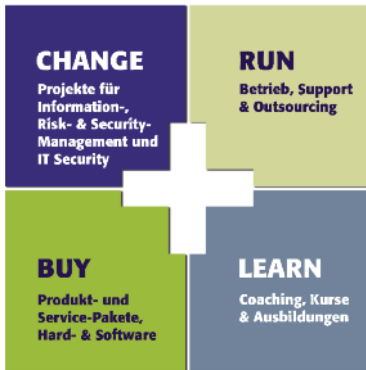 CHANGE
Projekte für
Information-,
Risk- & Security-
Management und
IT Security
RUN
Betrieb, Support
& Outsourcing
BUY
Produkt- und
Service-Pakete,
Hard- & Software
LEARN
Coaching, Kurse
& Ausbildungen